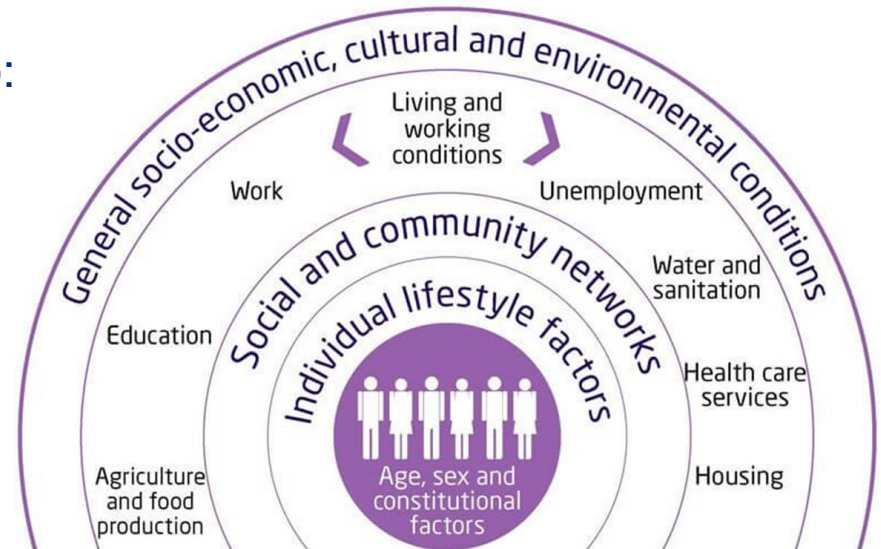 General socio-economic, cultural and environmental conditions
Living and
working
conditions
Work
Unemployment
Social and community networks
Water and
sanitation
Individual lifestyle factors
Education
Health care
services
Agriculture
and food
production
Age, sex and
constitutional
factors
Housing